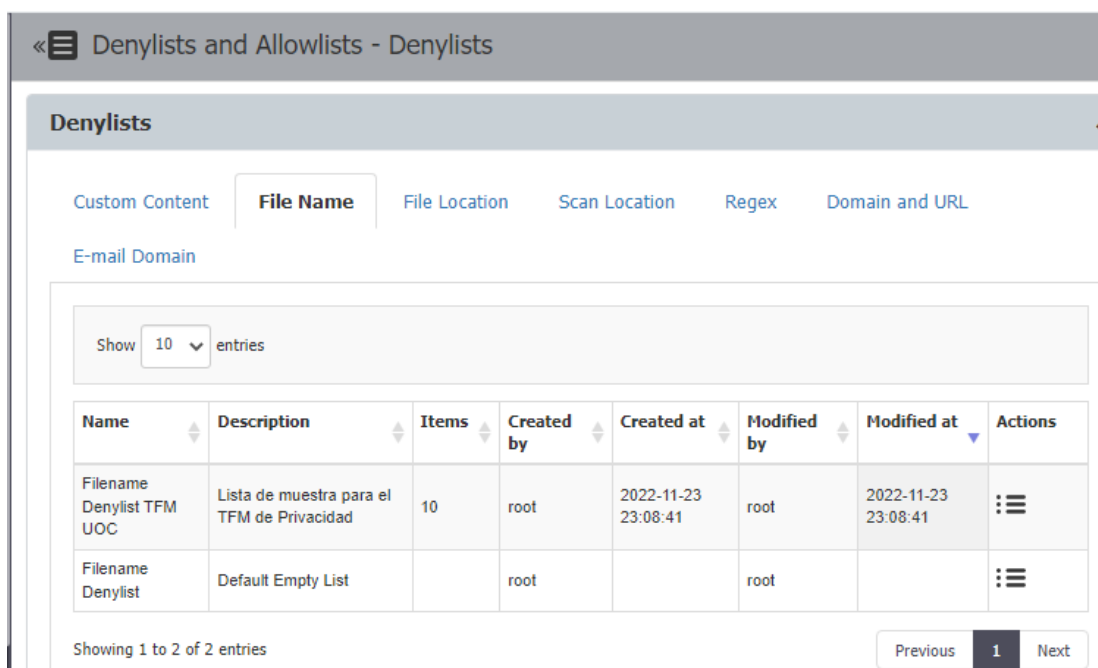 « Denylists and Allowlists - Denylists
Denylists
Custom Content File Name File Location Scan Location Regex Domain and URL
E-mail Domain
Show 10 entries
Name Description Items Created by Created at Modified by Modified at Actions
Filename Denylist TFM UOC Lista de muestra para el TFM de Privacidad 10 root 2022-11-23 23:08:41 root 2022-11-23 23:08:41
Filename Denylist Default Empty List root root
Showing 1 to 2 of 2 entries Previous 1 Next